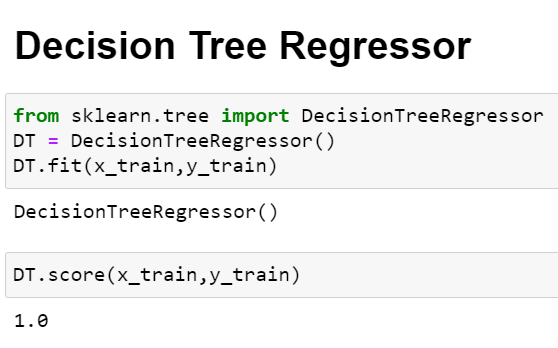 Decision Tree Regressor
from sklearn.tree import DecisionTreeRegressor
DT = DecisionTreeRegressor()
DT.fit(x_train,y_train)
DecisionTreeRegressor()
DT.score(x_train,y_train)
1.0